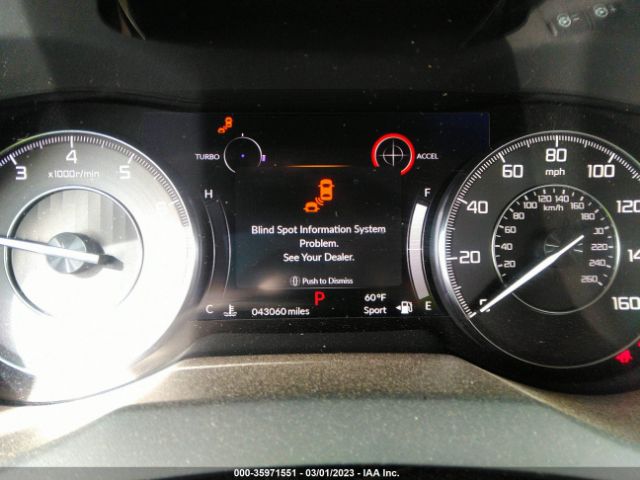 3 4 5 6
x1000r/min
TURBO
ACCEL
H
F
Blind Spot Information System
Problem.
See Your Dealer.
Push to Dismiss
C
043060 miles
P
60°F
Sport
E
20 40 60 80 100 120 160
mph
20 40 60 80 100 120 140 160 180 220 240 260
km/h
000-35971551 | 03/01/2023 | IAA Inc.